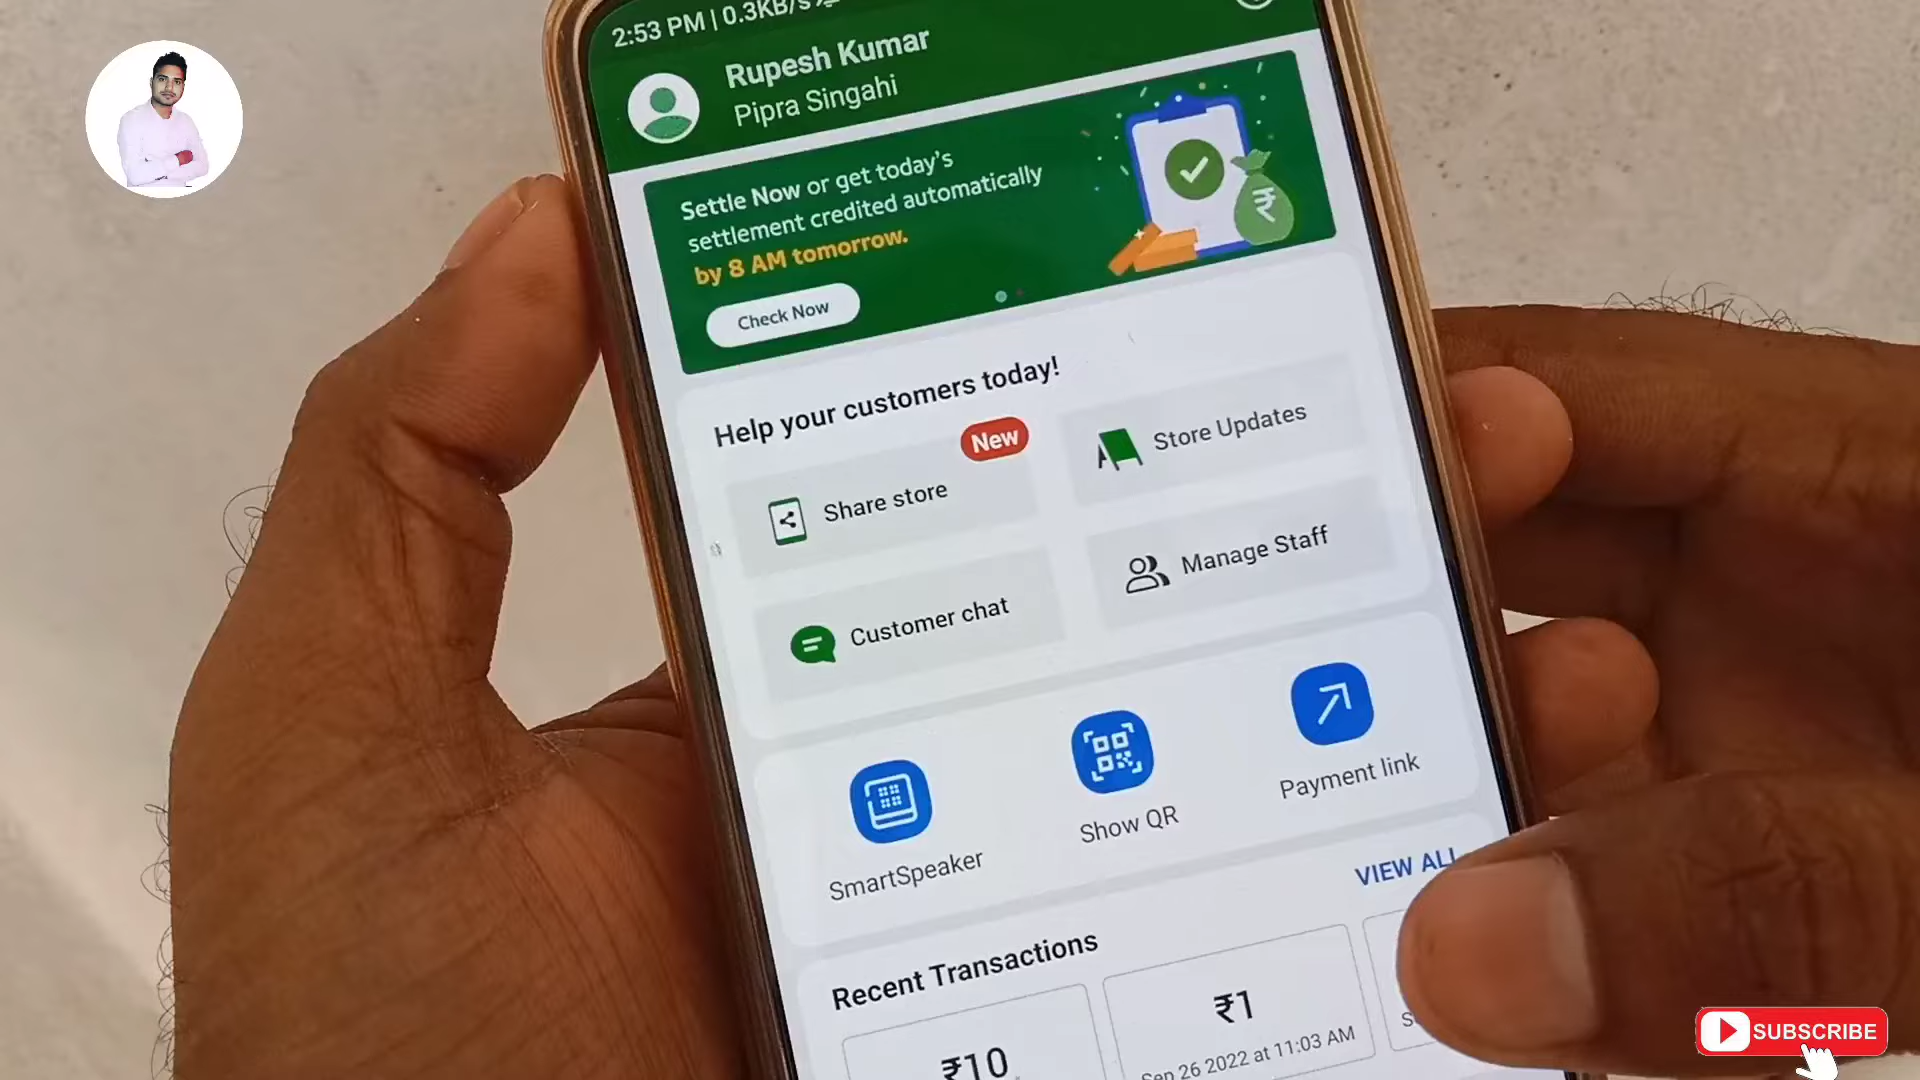 2:53 PM | 0.3KB/s
Rupesh Kumar
Pipra Singahi
Settle Now or get today's
settlement credited automatically
by 8 AM tomorrow.
Check Now
Help your customers today!
New
Share store
Store Updates
Customer chat
Manage Staff
SmartSpeaker
Show QR
Payment link
VIEW ALL
Recent Transactions
₹10
₹1
Sep 26 2022 at 11:03 AM
SUBSCRIBE